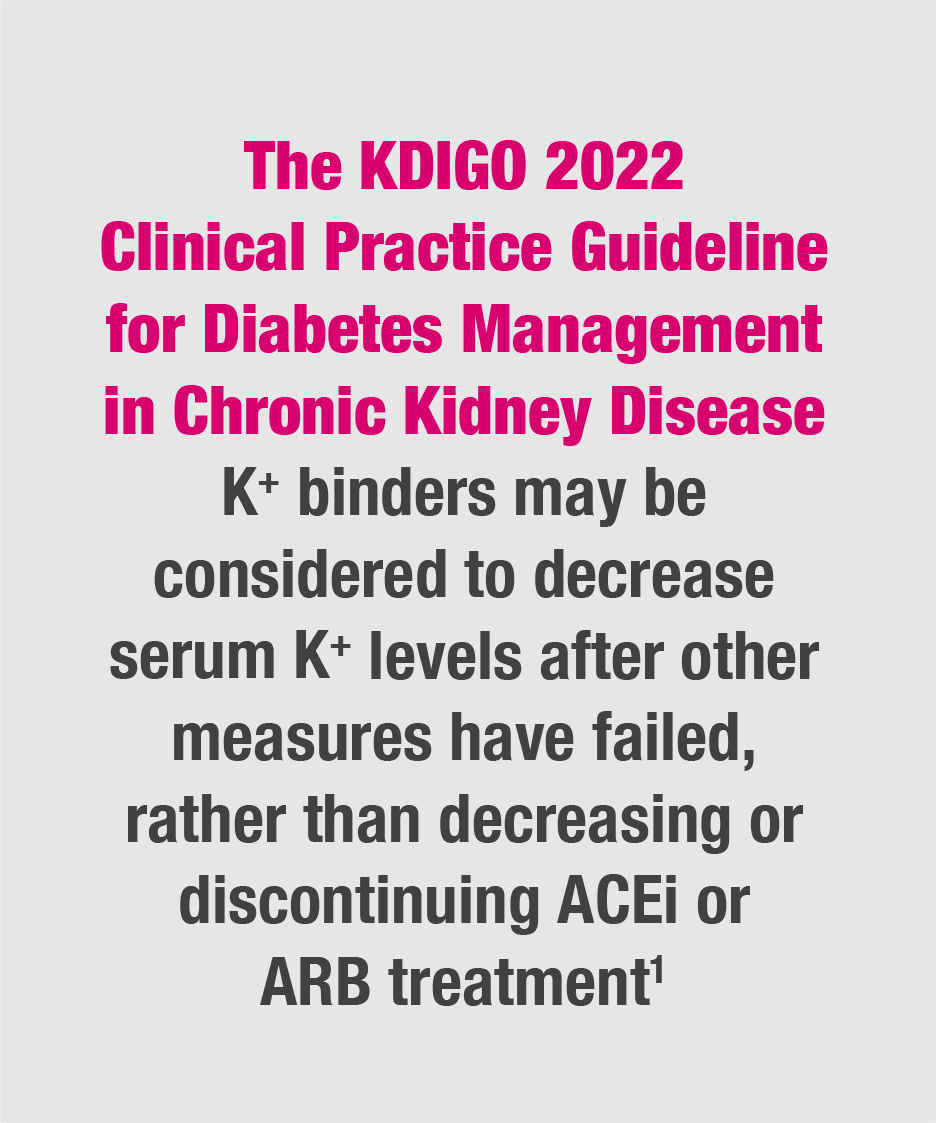 The KDIGO 2022
Clinical Practice Guideline
for Diabetes Management
in Chronic Kidney Disease
K⁺ binders may be
considered to decrease
serum K⁺ levels after other
measures have failed,
rather than decreasing or
discontinuing ACEi or
ARB treatment¹